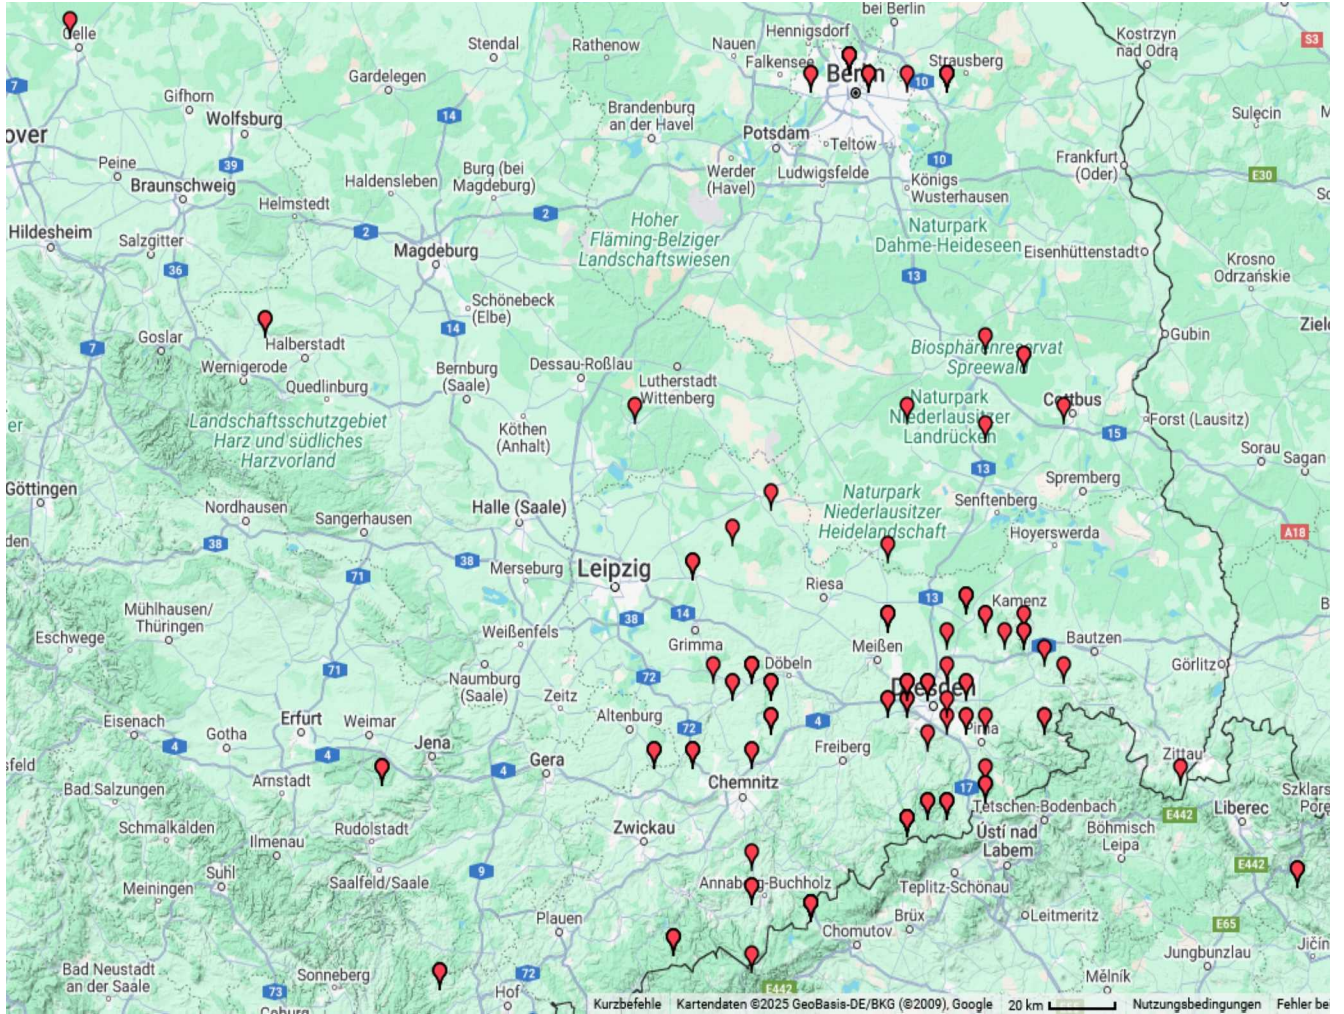 bei Berlin
Hennigsdorf
Celle
Stendal
Rathenow
Nauen
Falkensee
Berlin
10
Strausberg
Kostrzyn
nad Odrą
S3
7
Gardelegen
Gifhorn
Wolfsburg
14
Brandenburg
an der Havel
Potsdam
Teltow
Sulęcin
over
Peine
39
Braunschweig
Haldensleben
Burg (bei
Magdeburg)
Werder
(Havel)
Ludwigsfelde
10
Königs
Wusterhausen
Frankfurt
(Oder)
E30
Helmstedt
2
2
Hildesheim
Salzgitter
36
Magdeburg
Hoher
Fläming-Belziger
Landschaftswiesen
Naturpark
Dahme-Heideseen
Eisenhüttenstadt
13
Krosno
Odrzańskie
Schönebeck
(Elbe)
14
Goslar
7
Halberstadt
Wernigerode
Quedlinburg
Bernburg
(Saale)
Dessau-Roßlau
Lutherstadt
Wittenberg
Biosphärenreservat
Spreewald
Gubin
Landschaftsschutzgebiet
Harz und südliches
Harzvorland
Köthen
(Anhalt)
Naturpark
Niederlausitzer
Landrücken
Cottbus
15
Forst (Lausitz)
13
Sorau
Sagan
Göttingen
Nordhausen
Sangerhausen
Halle (Saale)
Naturpark
Niederlausitzer
Heidelandschaft
Spremberg
Senftenberg
Hoyerswerda
A18
38
38
Merseburg
Leipzig
71
Riesa
13
Kamenz
Mühlhausen/
Thüringen
Eschwege
38
14
Weißenfels
Grimma
Meißen
Bautzen
Görlitz
71
72
Naumburg
(Saale)
Zeitz
Döbeln
Dresden
Eisenach
4
Gotha
Erfurt
4
Weimar
Jena
Altenburg
72
4
Pirna
Freiberg
Zittau
Arnstadt
4
Gera
Chemnitz
17
Bad Salzungen
Tetschen-Bodenbach
E442
Liberec
Schmalkalden
Ilmenau
Rudolstadt
Zwickau
Ústí nad
Labem
Böhmisch
Leipa
E442
Meiningen
Suhl
Saalfeld/Saale
9
Annaberg-Buchholz
Teplitz-Schönau
Plauen
Brüx
Leitmeritz
E65
Chomutov
Jungbunzlau
Bad Neustadt
an der Saale
Sonneberg
73
72
Hof
Mělník
E442
Kurzbefehle
Kartendaten ©2025 GeoBasis-DE/BKG (©2009), Google
20 km
Nutzungsbedingungen